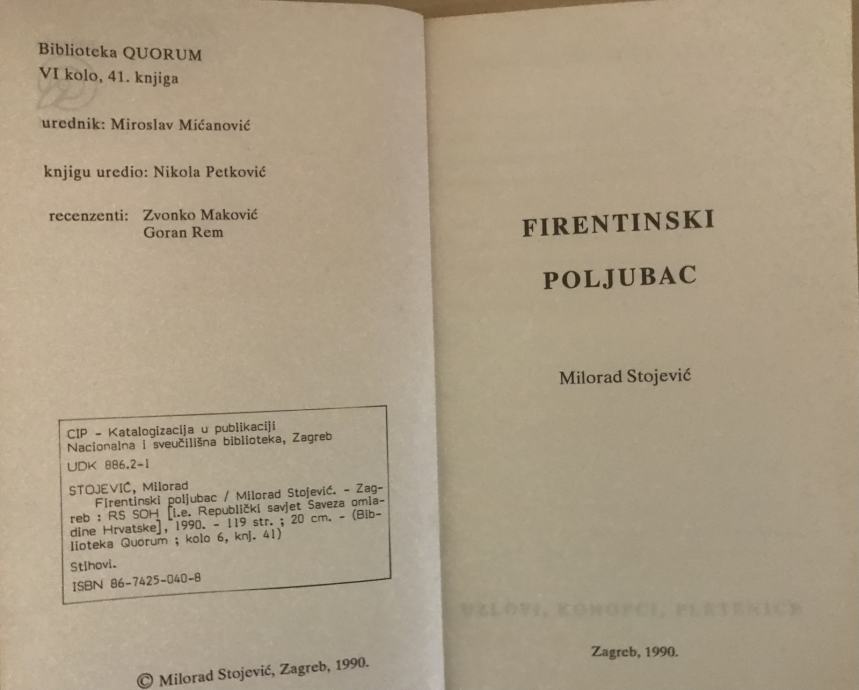 Biblioteka QUORUM
VI kolo, 41. knjiga
urednik: Miroslav Mićanović
knjigu uredio: Nikola Petković
recenzenti: Zvonko Maković
Goran Rem
CIP – Katalogizacija u publikaciji
Nacionalna i sveučilišna biblioteka, Zagreb
UDK 886.2-1
STOJEVIĆ, Milorad
Firentinski poljubac / Milorad Stojević. – Zag-
reb : RS SOH [i.e. Republički savjet Saveza omla-
dine Hrvatske], 1990. – 119 str. ; 20 cm. – (Bib-
lioteka Quorum ; kolo 6, knj. 41)
Stihovi.
ISBN 86-7425-040-8
© Milorad Stojević, Zagreb, 1990.
FIRENTINSKI
POLJUBAC
Milorad Stojević
UZLOVI, KONOPCI, PLETENICE
Zagreb, 1990.